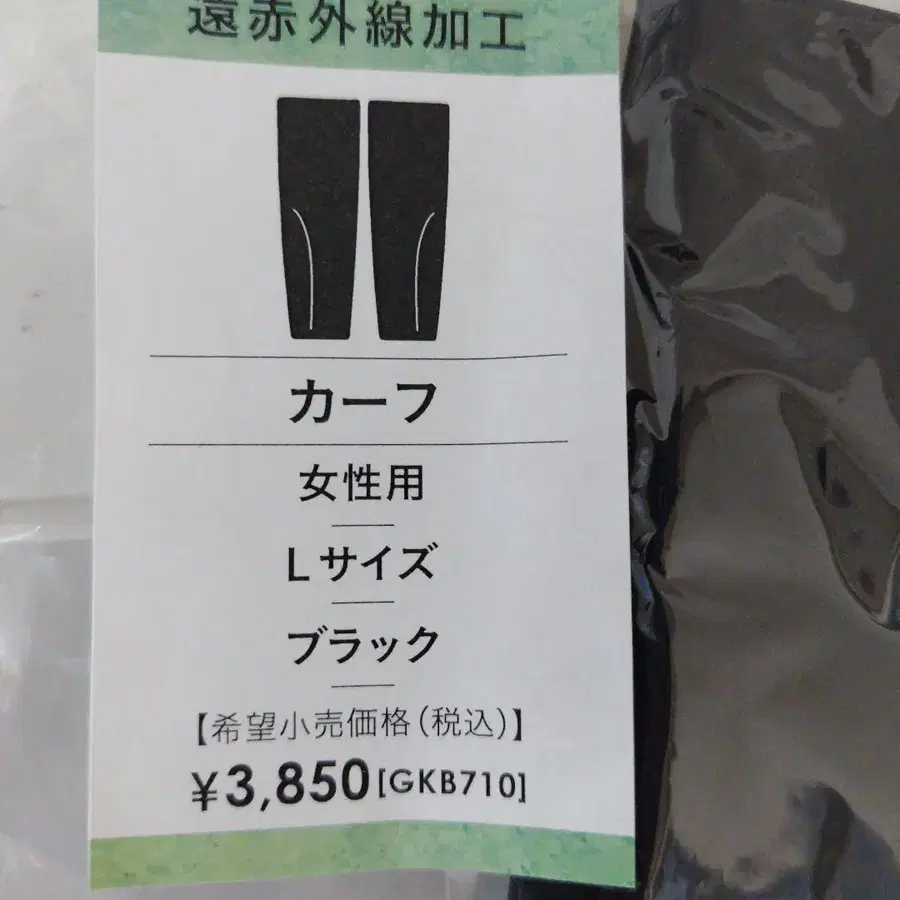 遠赤外線加工
カーフ
女性用
Lサイズ
ブラック
【希望小売価格(税込)】
¥3,850[GKB710]